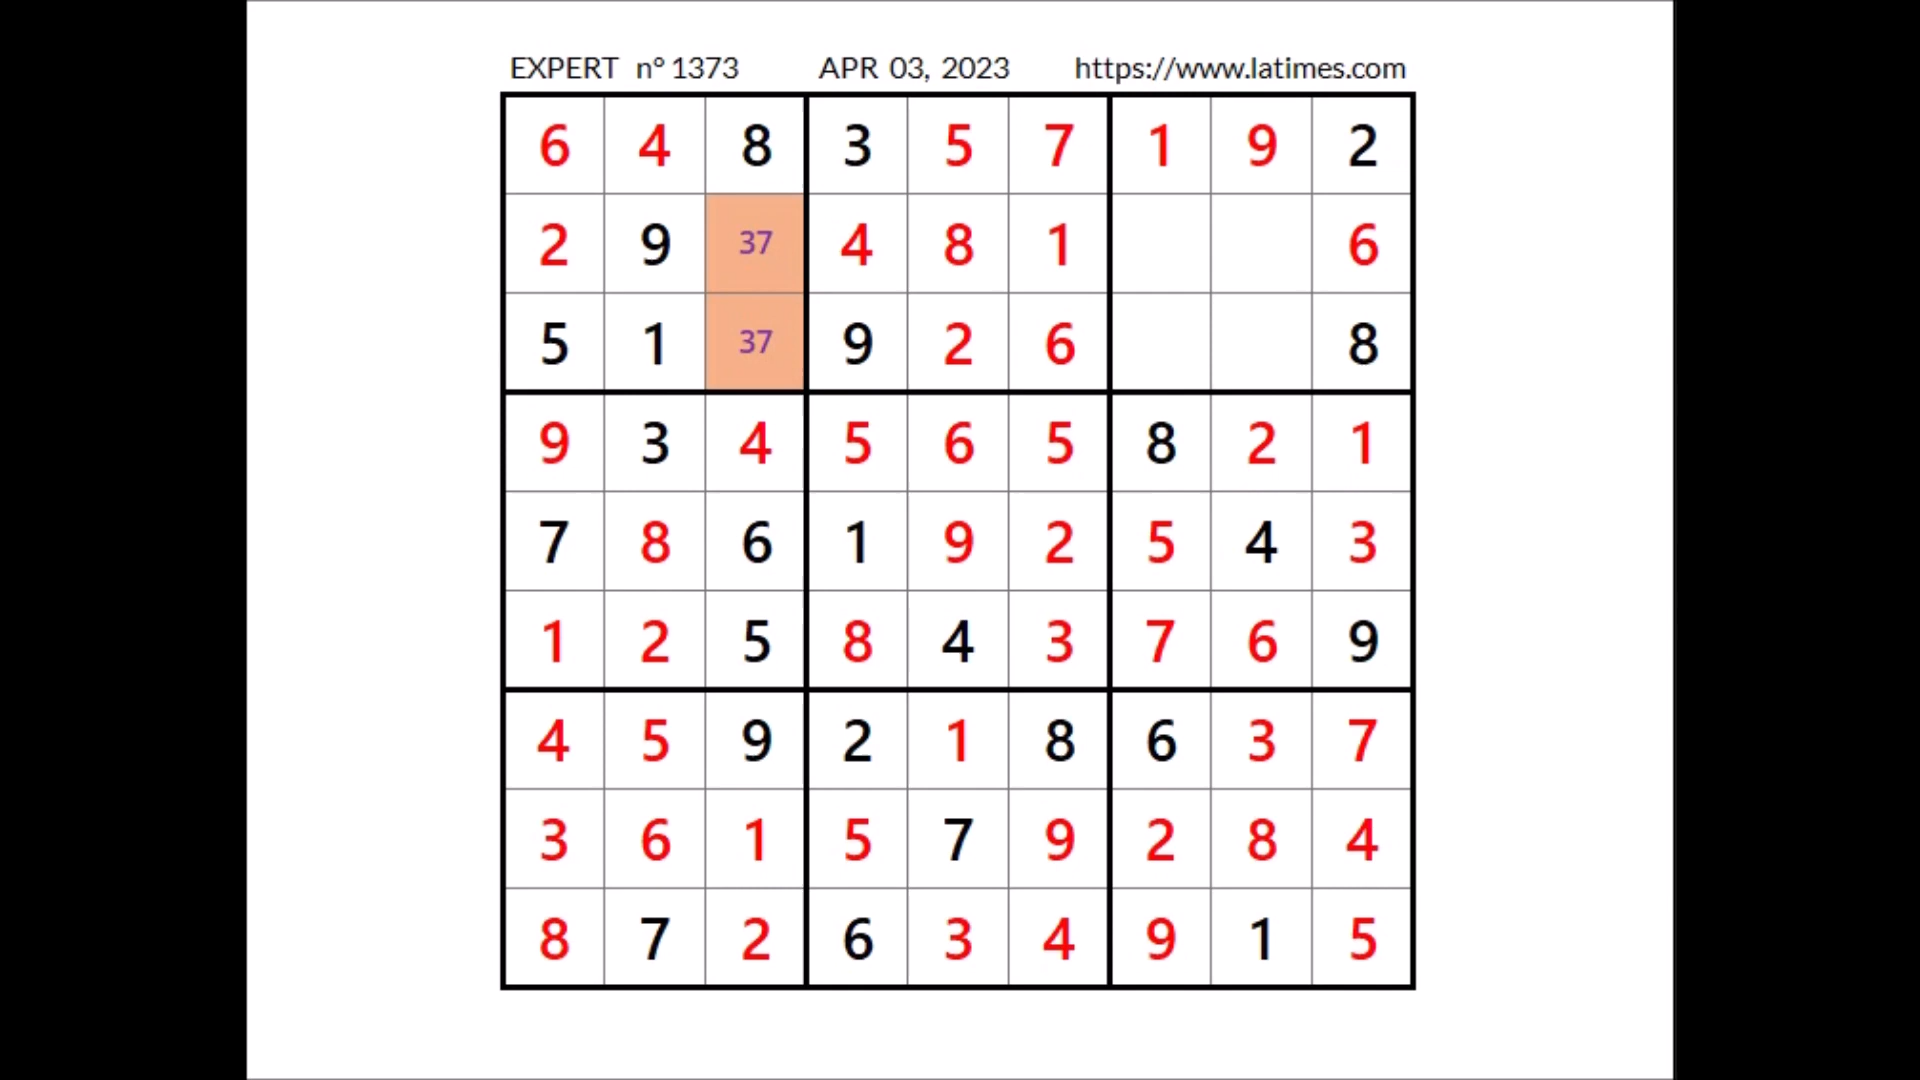 EXPERT n° 1373 APR 03, 2023 https://www.latimes.com
6 4 8 3 5 7 1 9 2
2 9 37 4 8 1 6
5 1 37 9 2 6 8
9 3 4 5 6 5 8 2 1
7 8 6 1 9 2 5 4 3
1 2 5 8 4 3 7 6 9
4 5 9 2 1 8 6 3 7
3 6 1 5 7 9 2 8 4
8 7 2 6 3 4 9 1 5